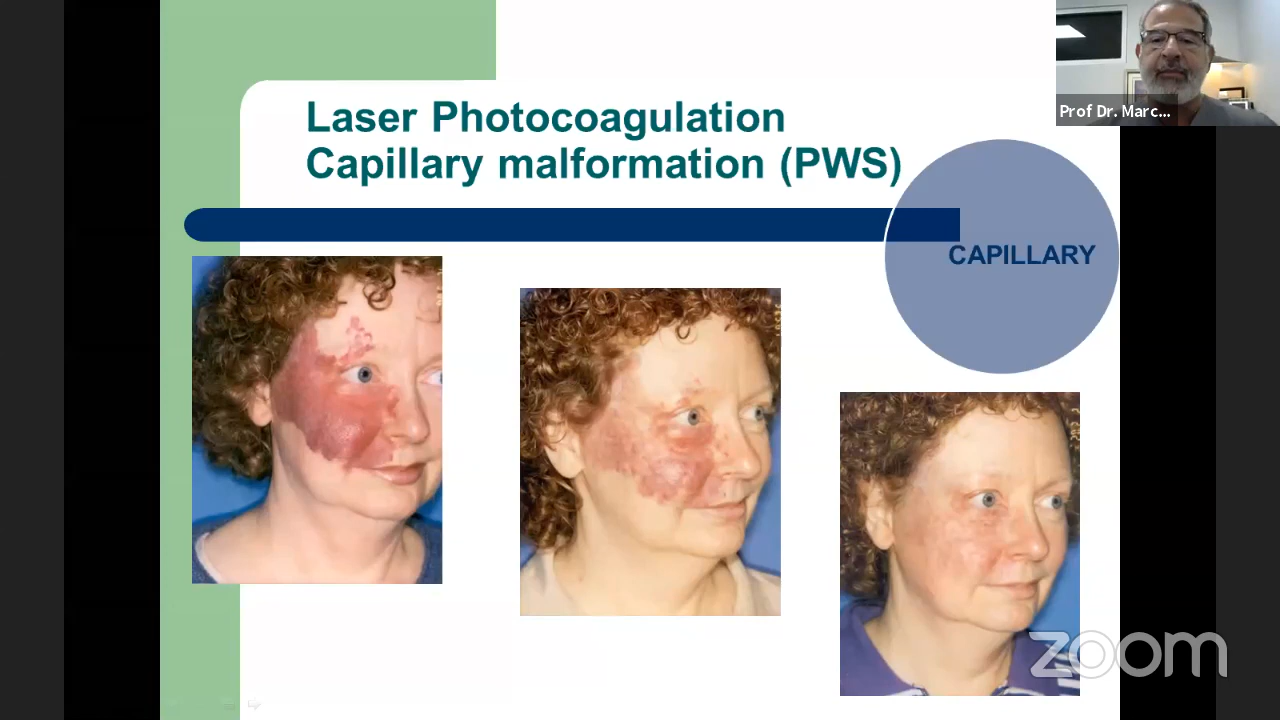 Prof Dr. Marc...
Laser Photocoagulation
Capillary malformation (PWS)
CAPILLARY
zoom